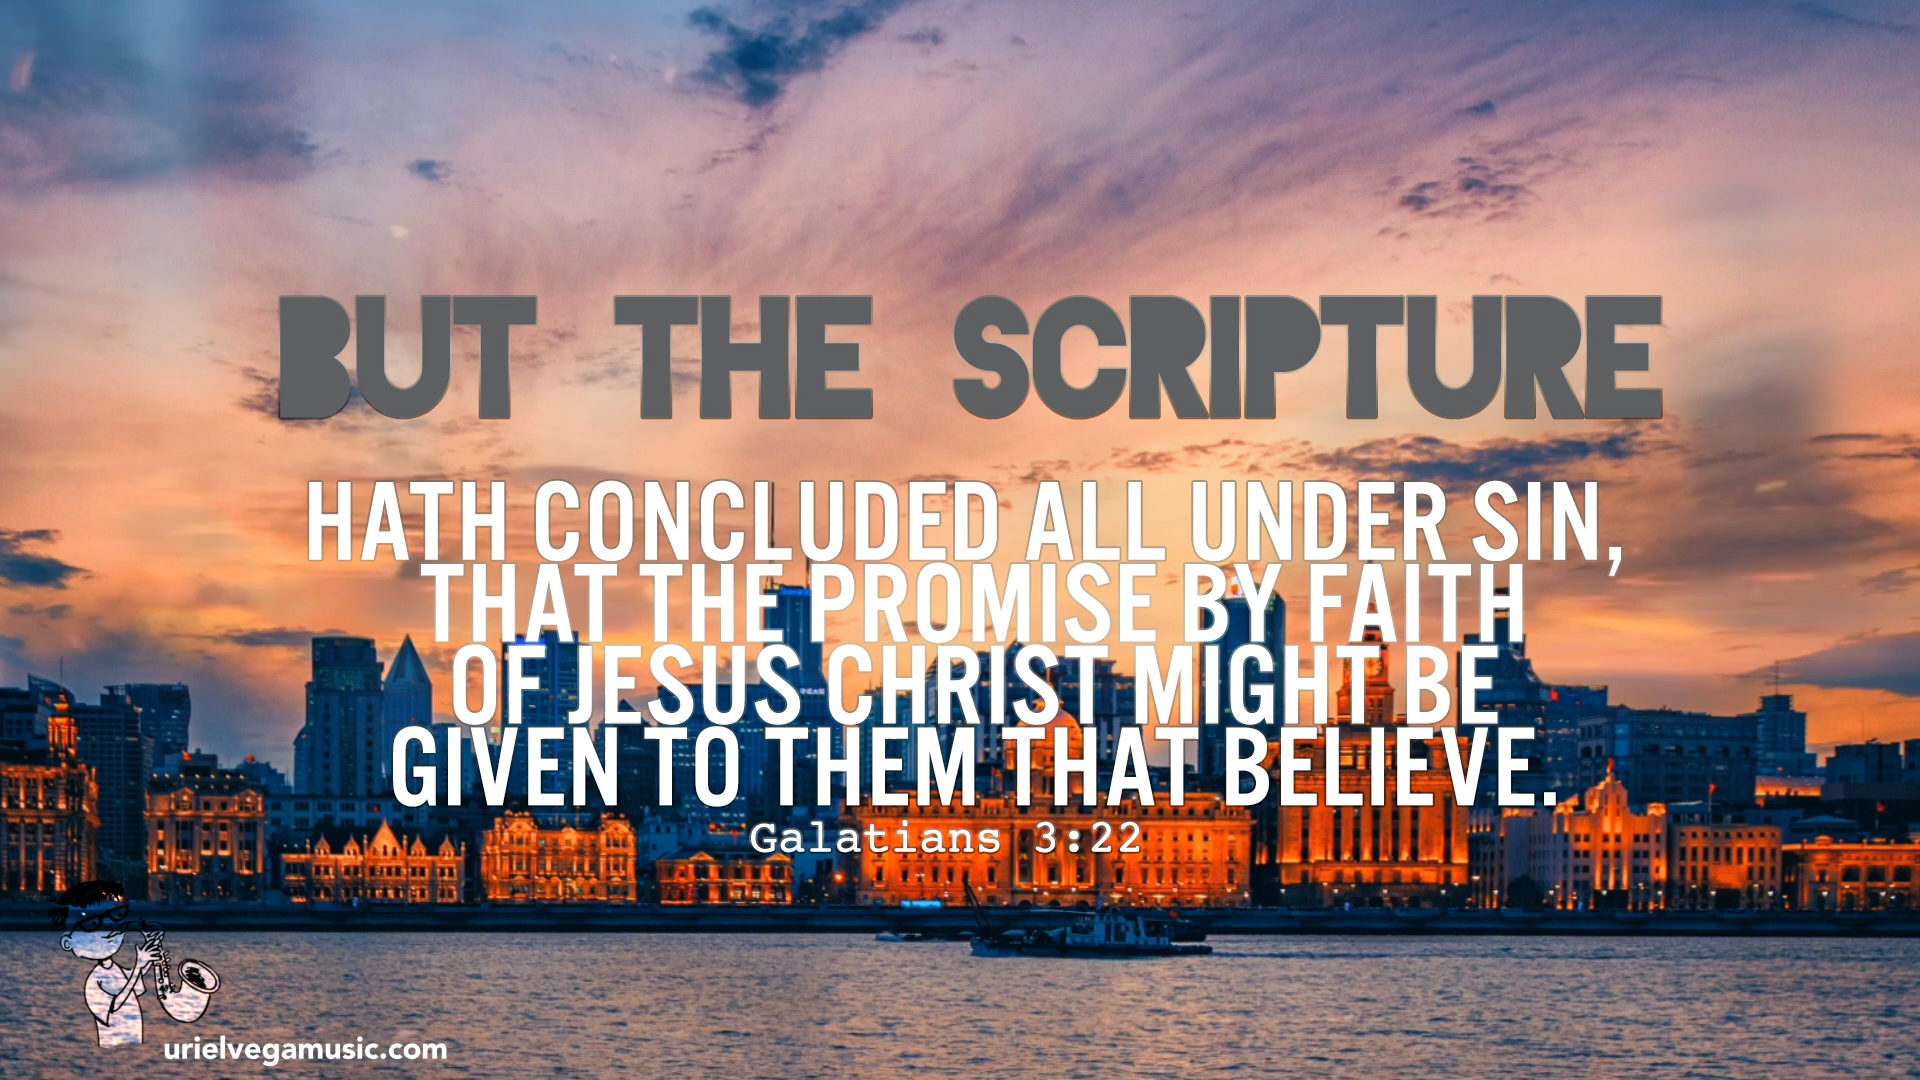 BUT THE SCRIPTURE
HATH CONCLUDED ALL UNDER SIN,
THAT THE PROMISE BY FAITH
OF JESUS CHRIST MIGHT BE
GIVEN TO THEM THAT BELIEVE.
Galatians 3:22
urielvegamusic.com